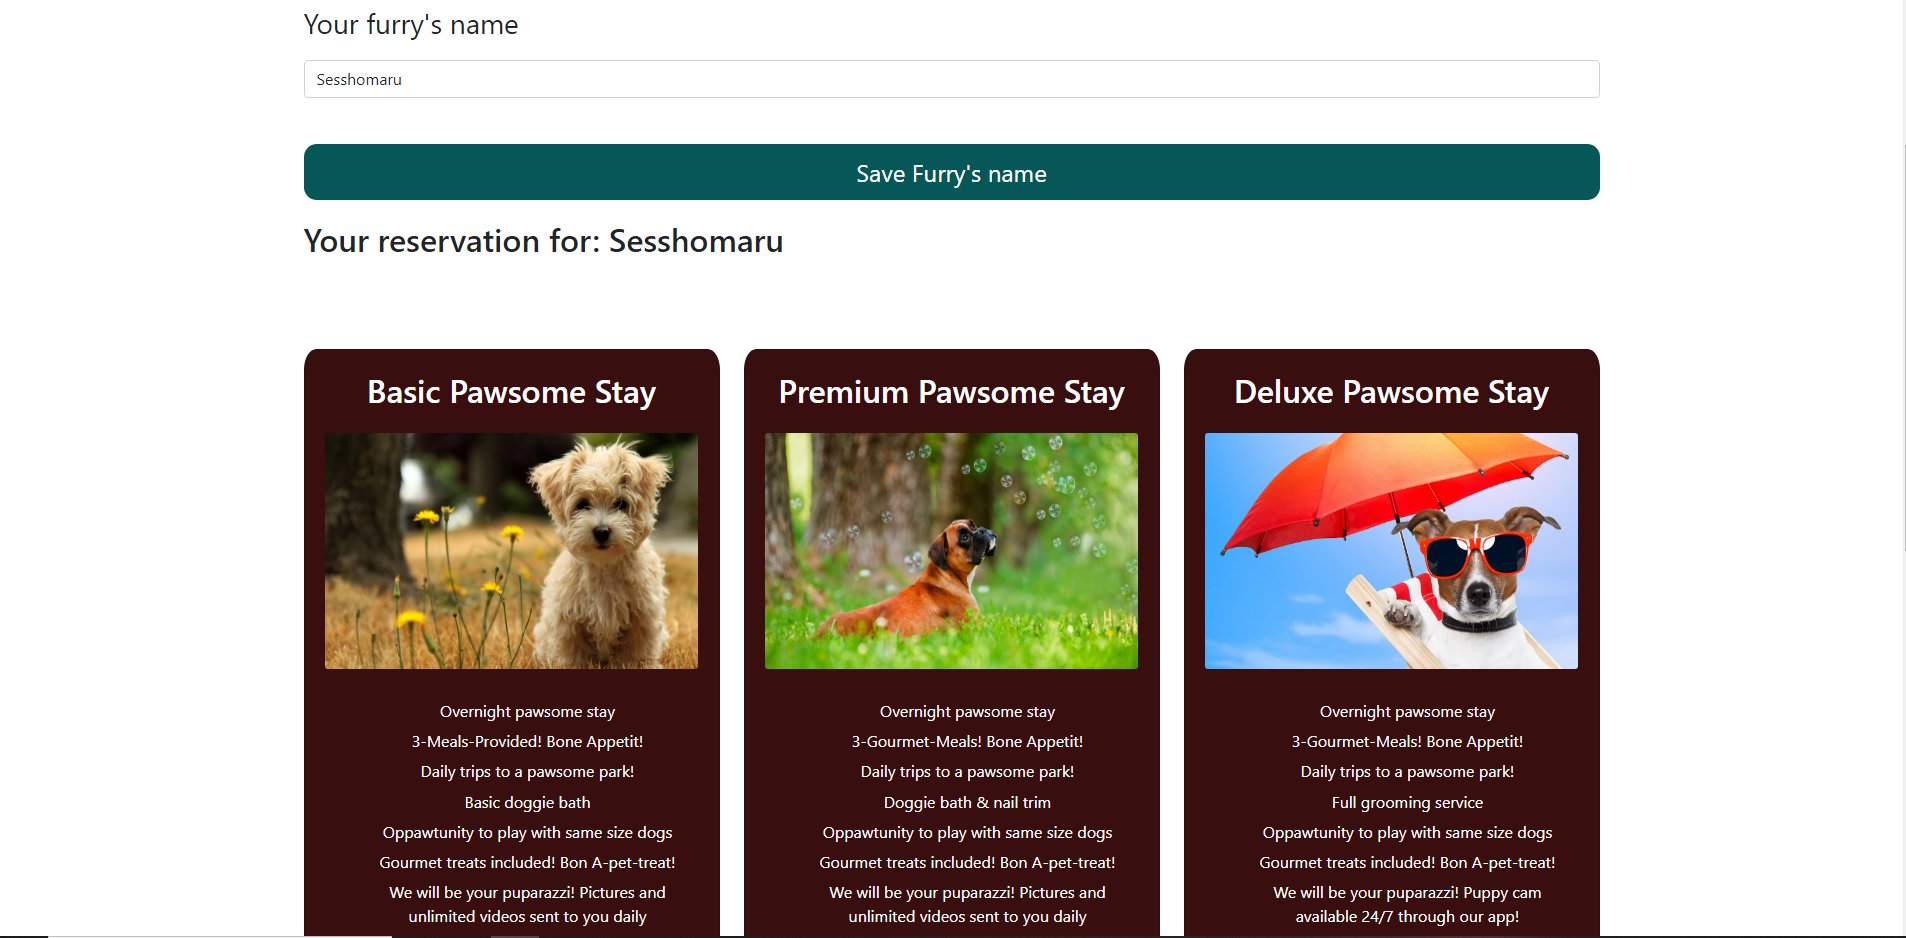 Your furry's name
Sesshomaru
Save Furry's name
Your reservation for: Sesshomaru
Basic Pawsome Stay
Overnight pawsome stay
3-Meals-Provided! Bone Appetit!
Daily trips to a pawsome park!
Basic doggie bath
Oppawtunity to play with same size dogs
Gourmet treats included! Bon A-pet-treat!
We will be your puparazzi! Pictures and
unlimited videos sent to you daily
Premium Pawsome Stay
Overnight pawsome stay
3-Gourmet-Meals! Bone Appetit!
Daily trips to a pawsome park!
Doggie bath & nail trim
Oppawtunity to play with same size dogs
Gourmet treats included! Bon A-pet-treat!
We will be your puparazzi! Pictures and
unlimited videos sent to you daily
Deluxe Pawsome Stay
Overnight pawsome stay
3-Gourmet-Meals! Bone Appetit!
Daily trips to a pawsome park!
Full grooming service
Oppawtunity to play with same size dogs
Gourmet treats included! Bon A-pet-treat!
We will be your puparazzi! Puppy cam
available 24/7 through our app!